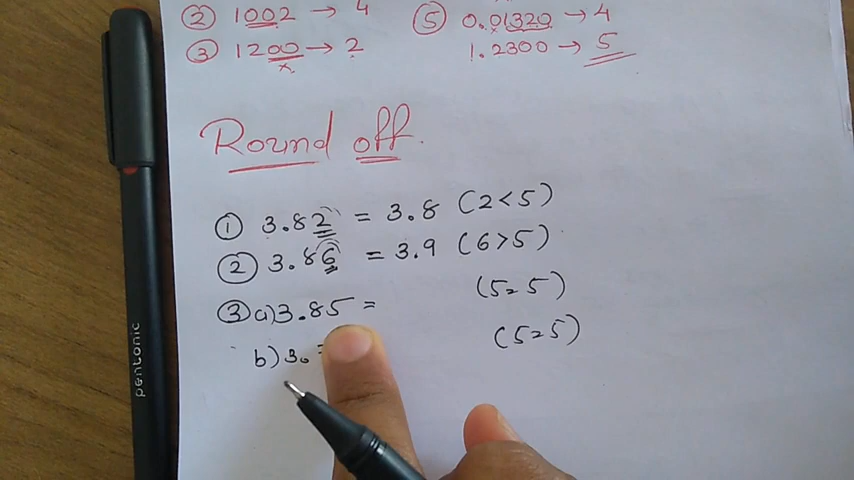 ② 1002 → 4
⑤ 0.01320 → 4
③ 1200 → 2
1.2300 → 5
Round off.
① 3.82 = 3.8 (2<5)
② 3.86 = 3.9 (6>5)
③ a) 3.85 = (5=5)
b) 3. = (5=5)
pentonic